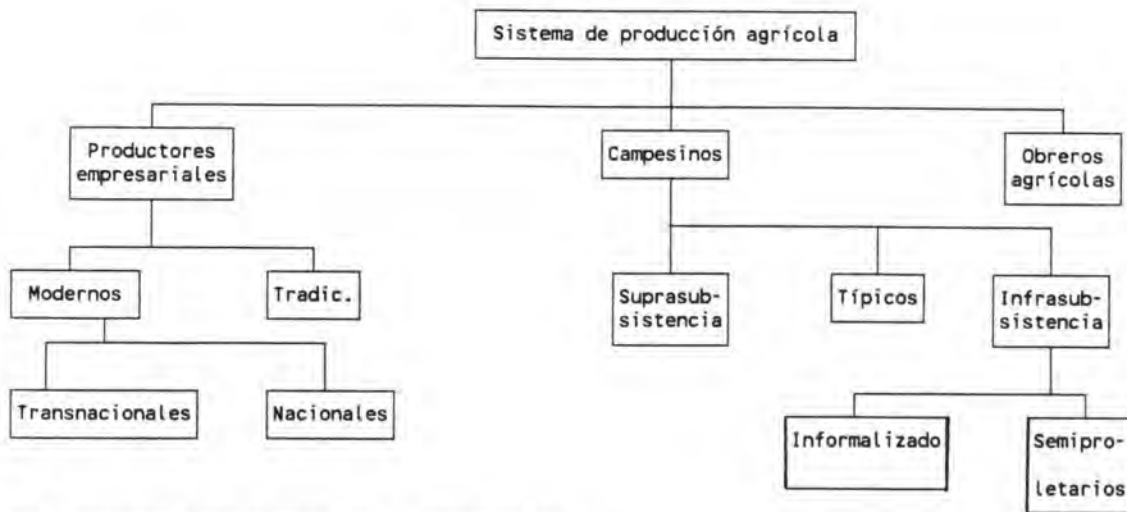 Sistema de producción agrícola
Productores
empresariales
Campesinos
Obreros
agrícolas
Modernos
Tradic.
Suprasub-
sistencia
Típicos
Infrasub-
sistencia
Transnacionales
Nacionales
Informalizado
Semipro-
letarios